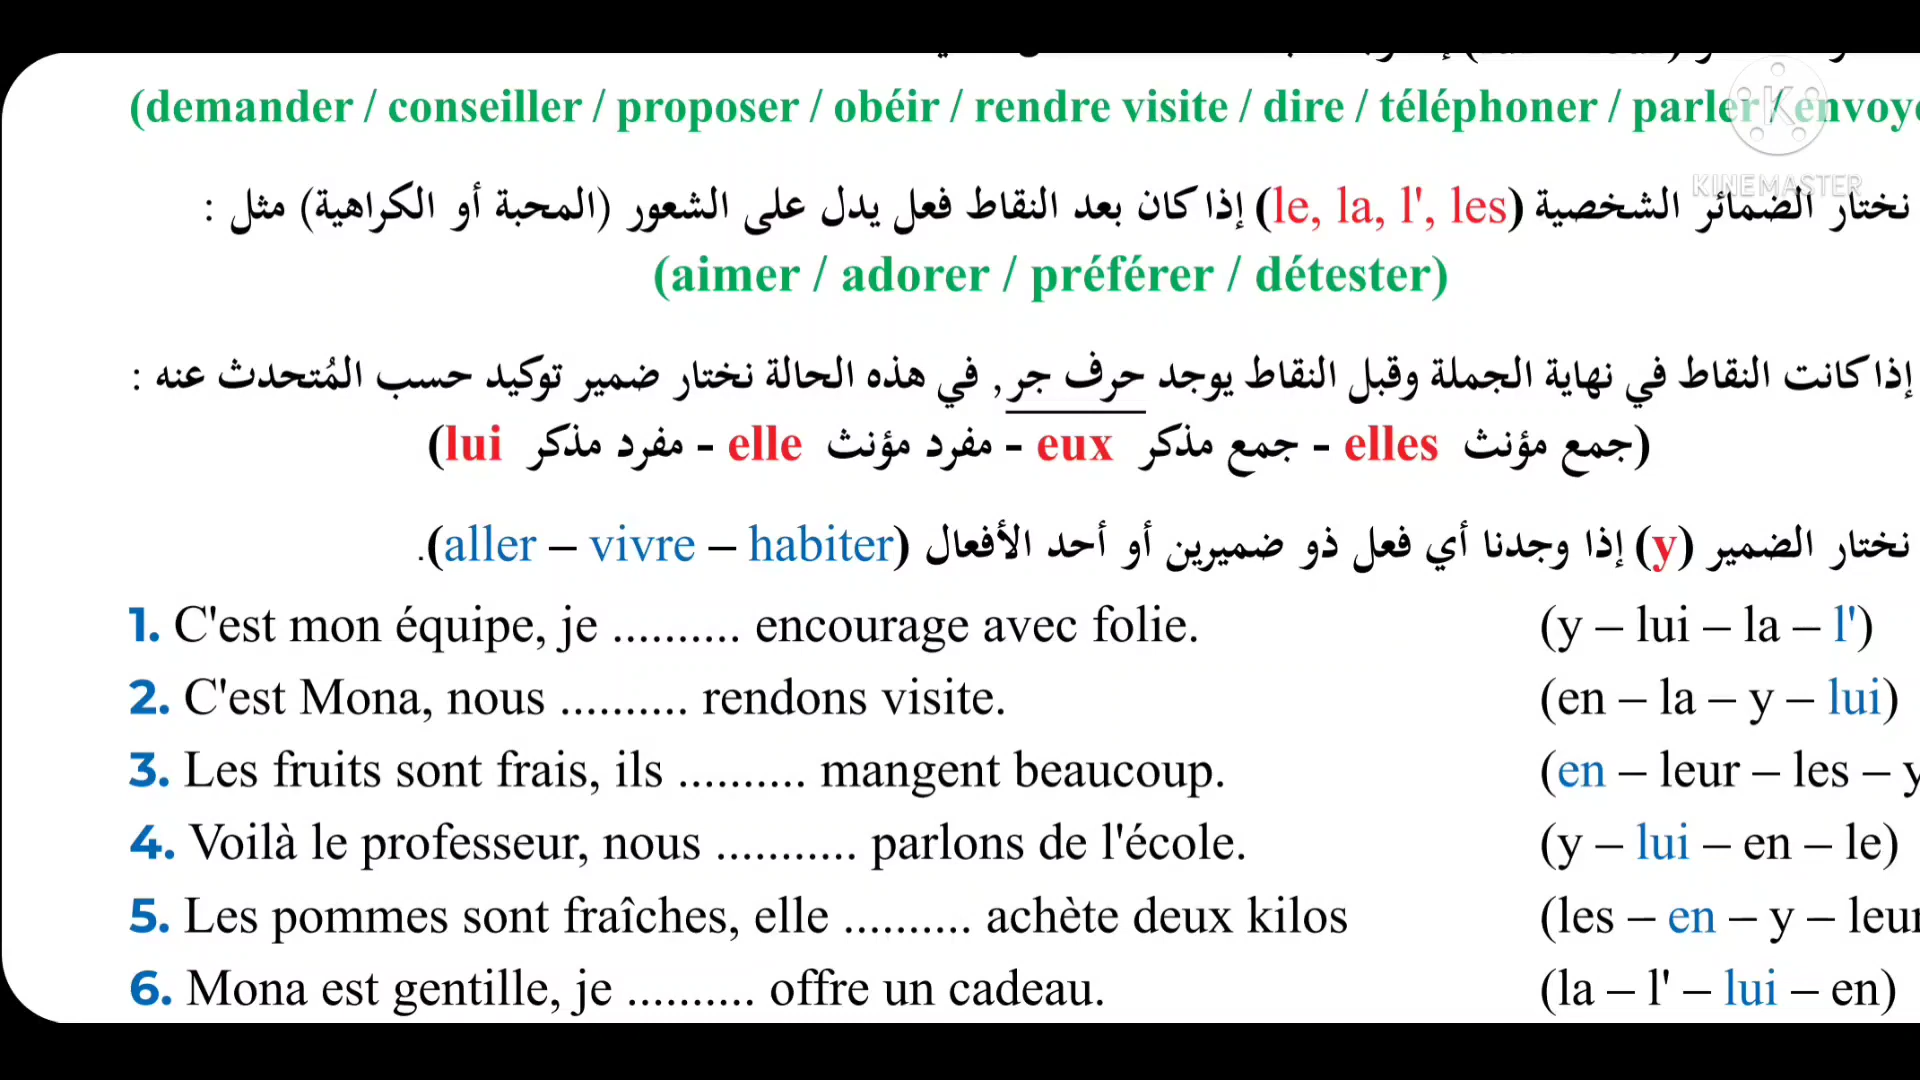 (demander / conseiller / proposer / obéir / rendre visite / dire / téléphoner / parler /
KINEMASTER
نختار الضمائر الشخصية (le, la, l', les) إذا كان بعد النقاط فعل يدل على الشعور (المحبة أو الكراهية) مثل :
(aimer / adorer / préférer / détester)
إذا كانت النقاط في نهاية الجملة وقبل النقاط يوجد حرف جر, في هذه الحالة نختار ضمير توكيد حسب المُتحدث عنه :
(جمع مؤنث elles - جمع مذكر eux - مفرد مؤنث elle - مفرد مذكر lui)
نختار الضمير (y) إذا وجدنا أي فعل ذو ضميرين أو أحد الأفعال (aller – vivre – habiter).
1. C'est mon équipe, je .......... encourage avec folie. (y – lui – la – l')
2. C'est Mona, nous .......... rendons visite. (en – la – y – lui)
3. Les fruits sont frais, ils .......... mangent beaucoup. (en – leur – les – y
4. Voilà le professeur, nous ........... parlons de l'école. (y – lui – en – le)
5. Les pommes sont fraîches, elle .......... achète deux kilos (les – en – y – leur
6. Mona est gentille, je .......... offre un cadeau. (la – l' – lui – en)